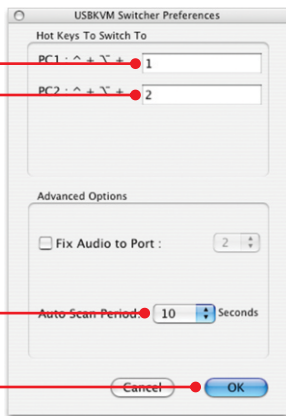 USBKVM Switcher Preferences
Hot Keys To Switch To
PC1 : ^ + ⌥ + 1
PC2 : ^ + ⌥ + 2
Advanced Options
Fix Audio to Port : 2
Auto Scan Period: 10 Seconds
Cancel OK